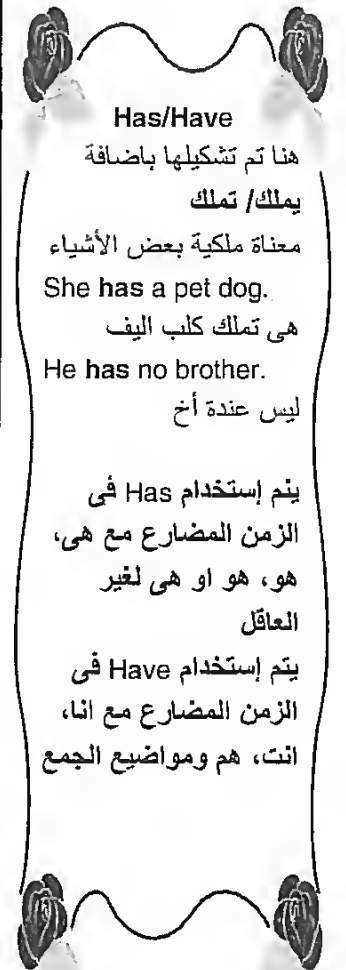 Has/Have
هنا تم تشكيلها باضافة
يملك/ تملك
معناة ملكية بعض الأشياء
She has a pet dog.
هى تملك كلب اليف
He has no brother.
ليس عندة أخ
يتم إستخدام Has فى
الزمن المضارع مع هى،
هو، هو او هى لغير
العاقل
يتم إستخدام Have فى
الزمن المضارع مع انا،
انت، هم ومواضيع الجمع